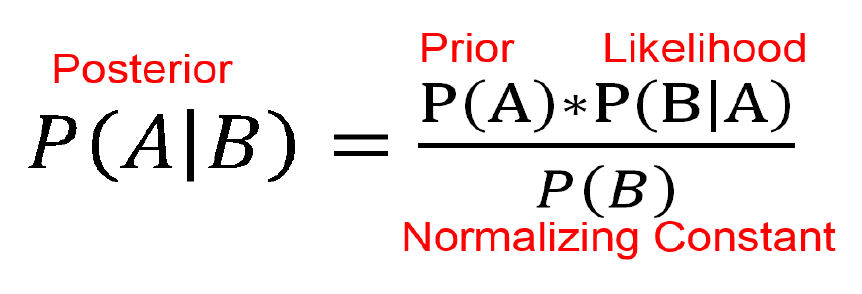 Prior Likelihood
Posterior
P(A|B) = P(A)*P(B|A)
P(B)
Normalizing Constant